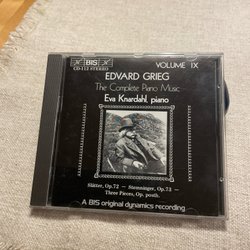 BIS
CD-112 STEREO
VOLUME IX
EDVARD GRIEG
The Complete Piano Music
Eva Knardahl, piano
Slåtter, Op.72 — Stemninger, Op.73 —
Three Pieces, Op. posth.
A BIS original dynamics recording